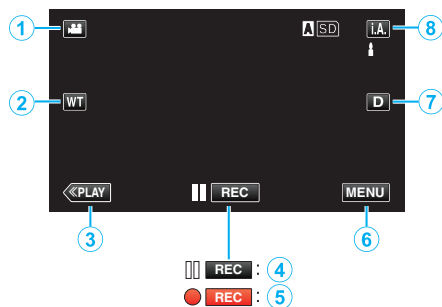 1 A SD i.A. 8
2 WT D 7
≪PLAY REC MENU
3 6
REC : 4
REC : 5